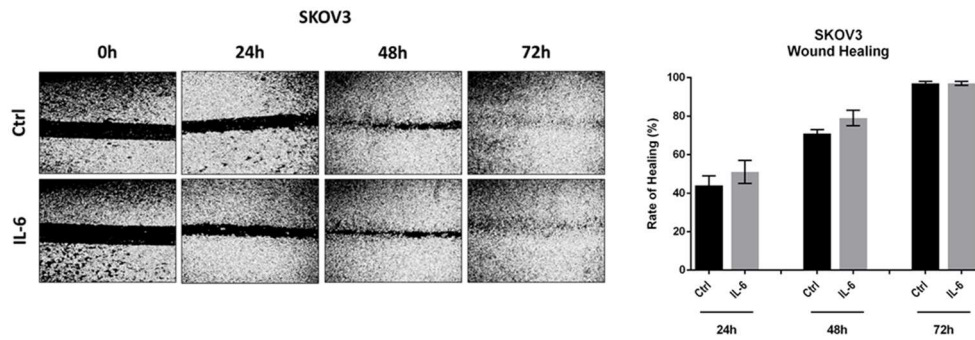 SKOV3
0h 24h 48h 72h
Ctrl
IL-6
SKOV3
Wound Healing
Rate of Healing (%)
100
80
60
40
20
0
Ctrl IL-6 Ctrl IL-6 Ctrl IL-6
24h 48h 72h